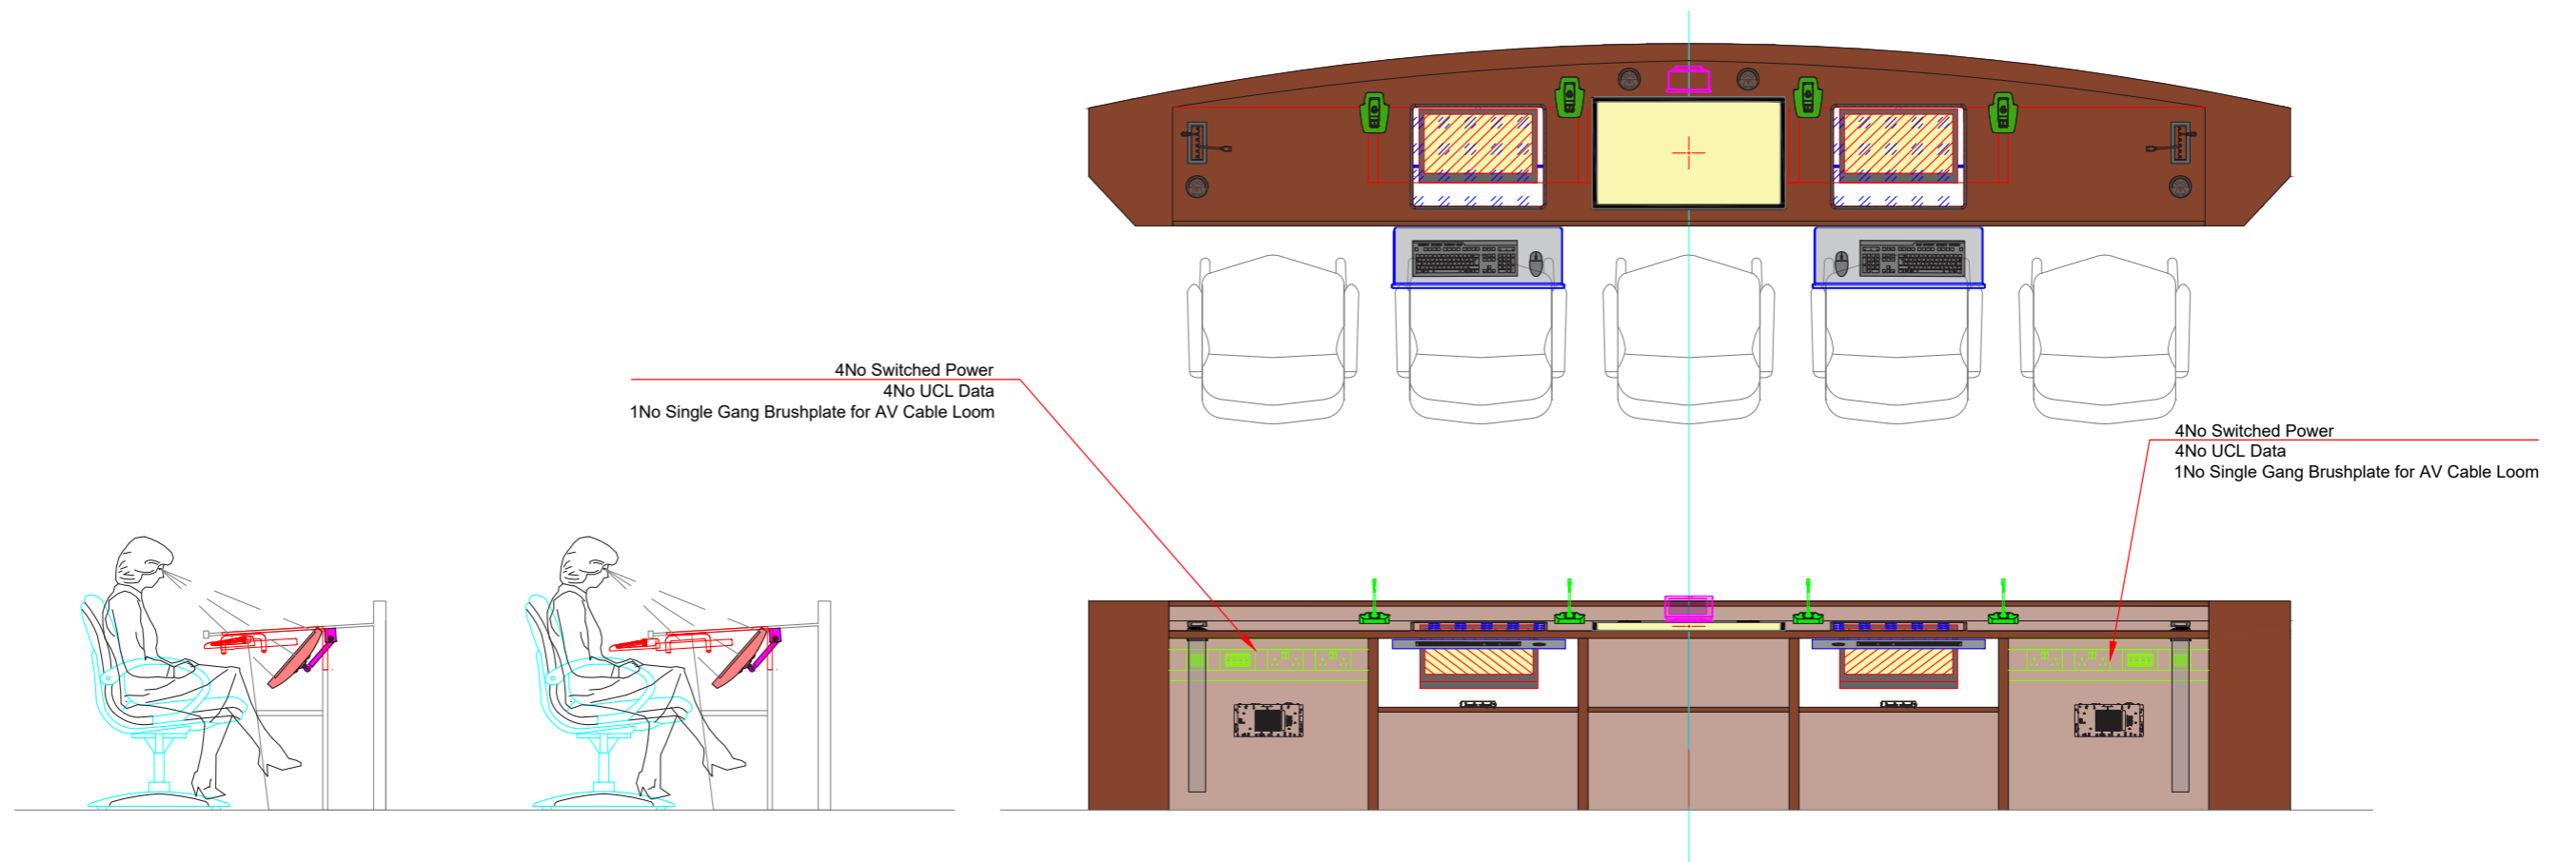 4No Switched Power
4No UCL Data
1No Single Gang Brushplate for AV Cable Loom
4No Switched Power
4No UCL Data
1No Single Gang Brushplate for AV Cable Loom